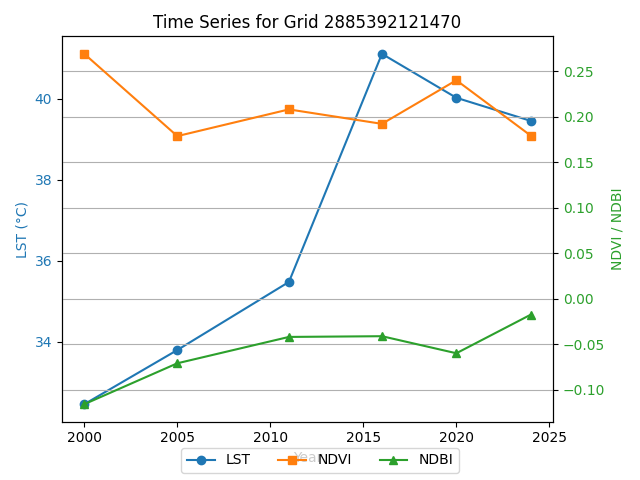 Time Series for Grid 2885392121470
LST (°C)
40
38
36
34
0.25
0.20
0.15
0.10
0.05
0.00
−0.05
−0.10
NDVI / NDBI
2000 2005 2010 2015 2020 2025
Year
LST NDVI NDBI